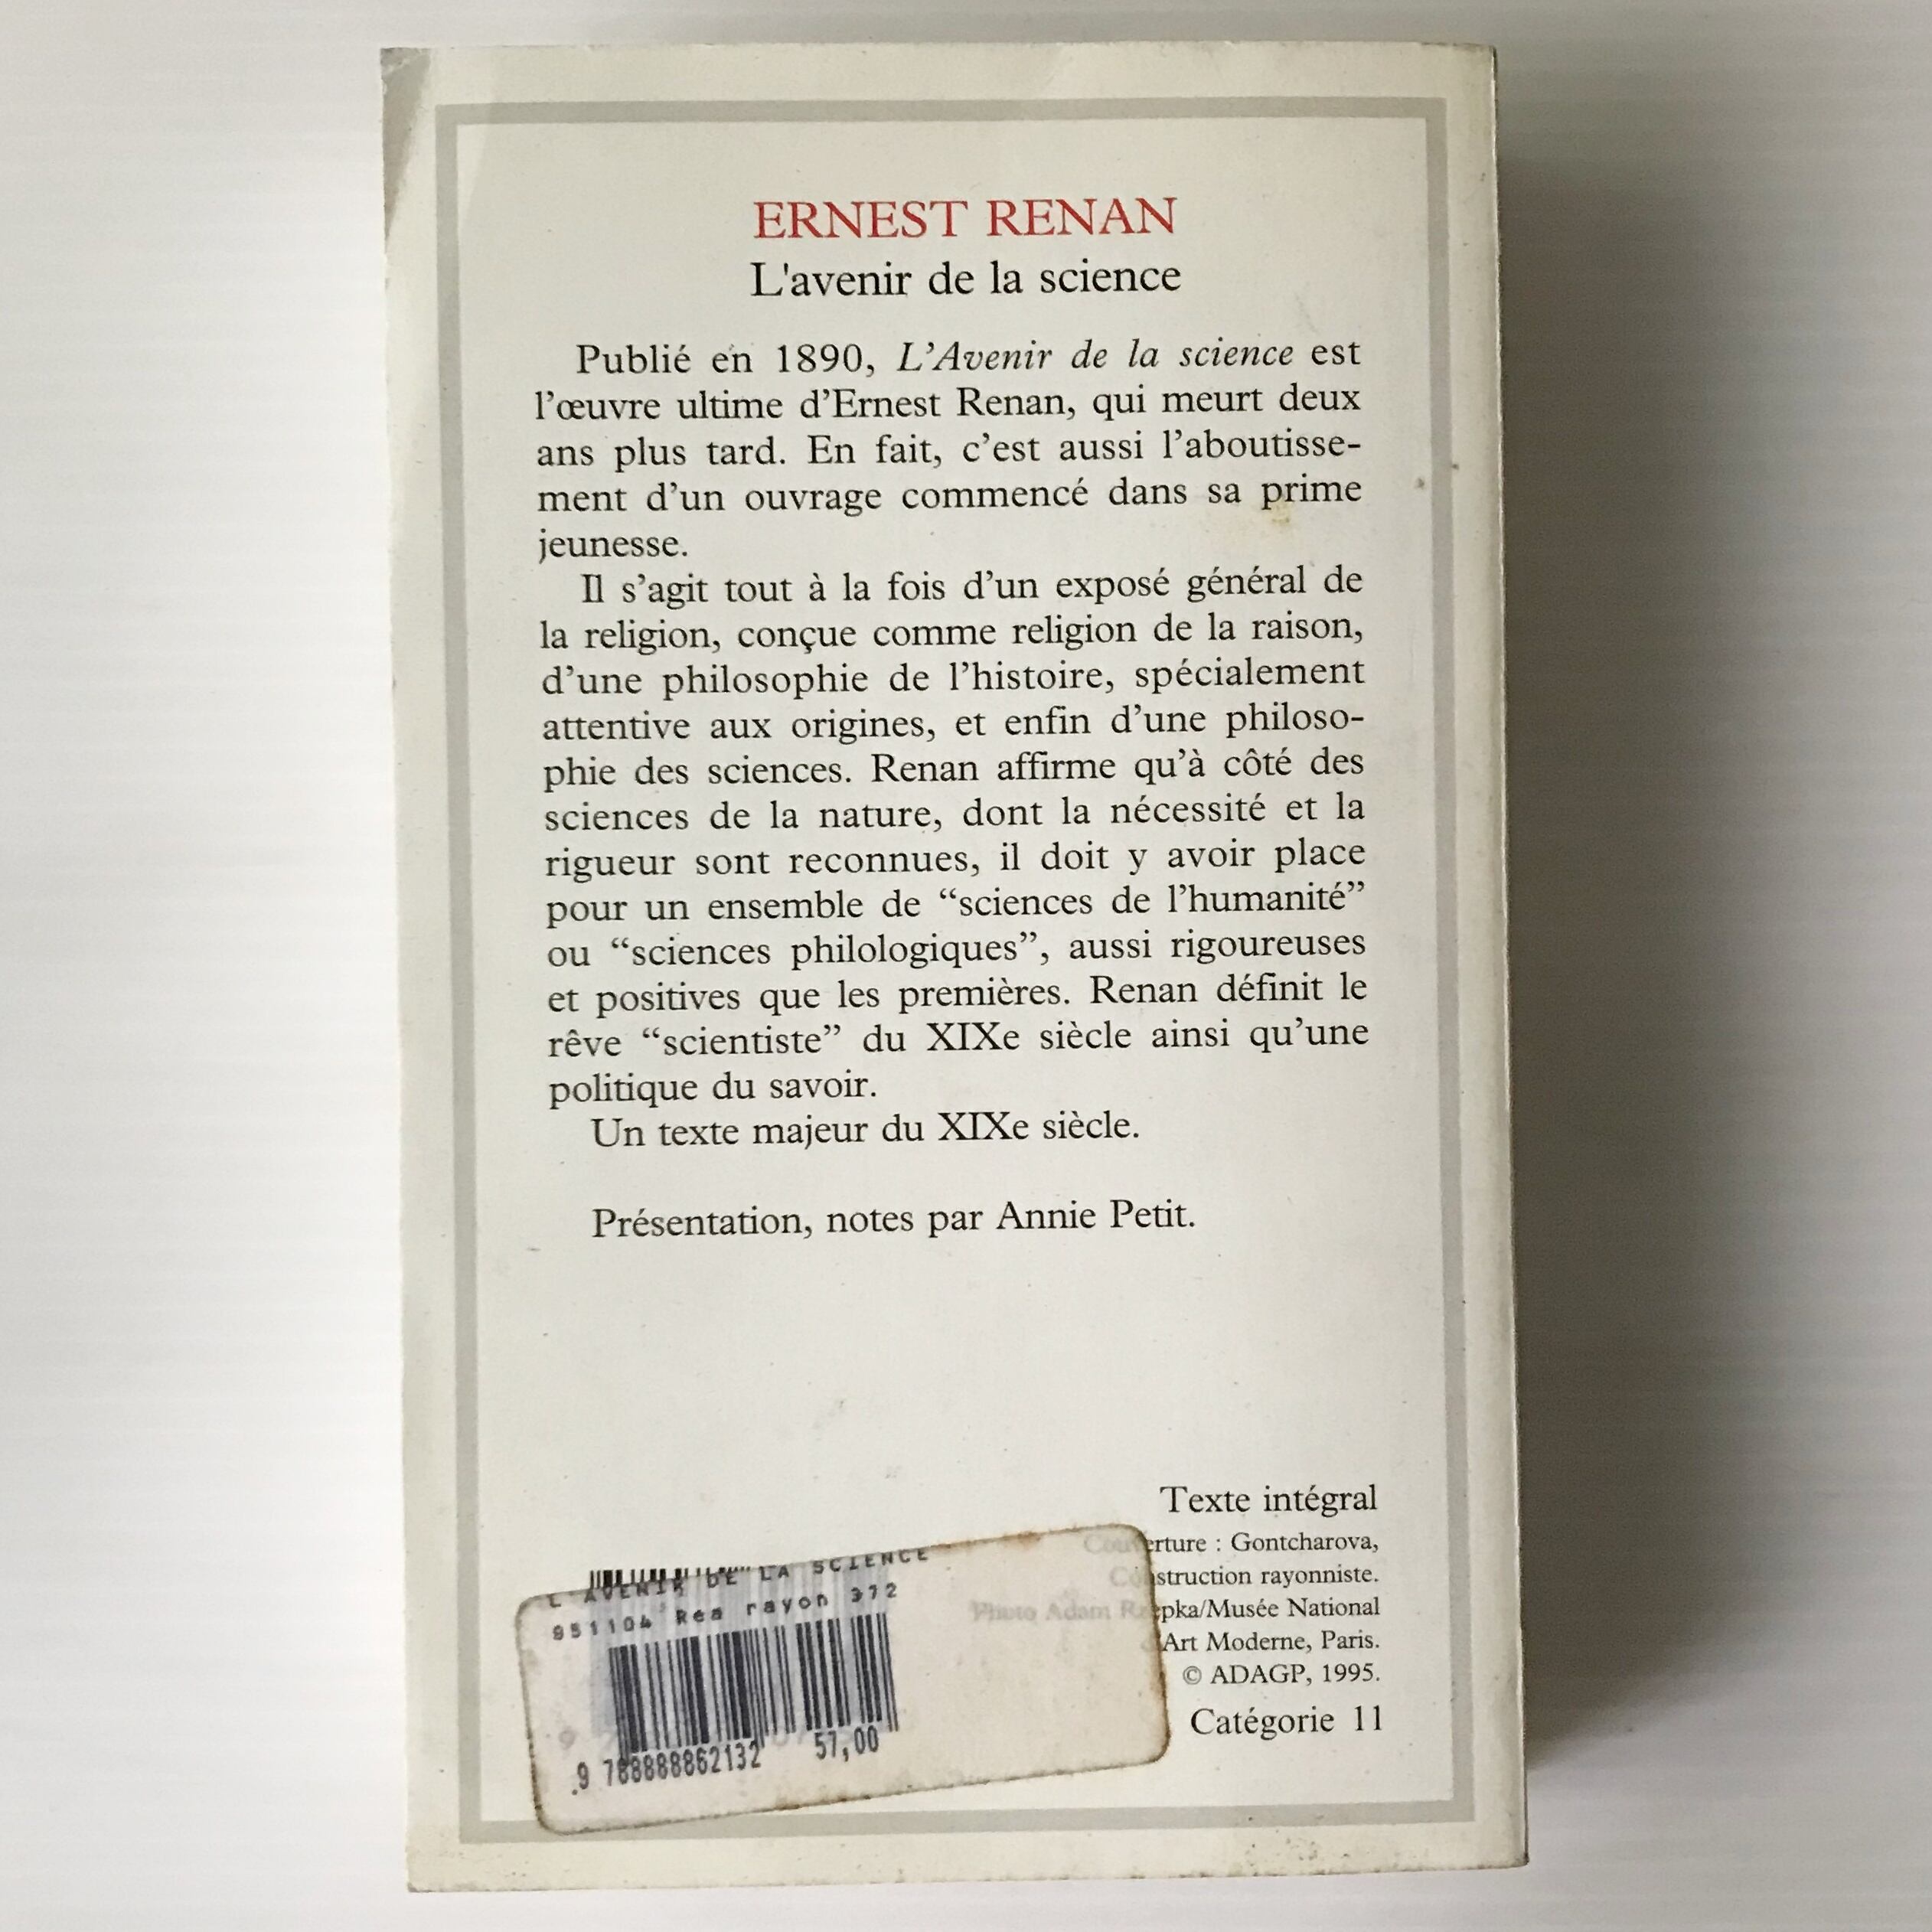 ERNEST RENAN
L'avenir de la science
Publié en 1890, L’Avenir de la science est
l’œuvre ultime d’Ernest Renan, qui meurt deux
ans plus tard. En fait, c’est aussi l’aboutisse-
ment d’un ouvrage commencé dans sa prime
jeunesse.
Il s’agit tout à la fois d’un exposé général de
la religion, conçue comme religion de la raison,
d’une philosophie de l’histoire, spécialement
attentive aux origines, et enfin d’une philoso-
phie des sciences. Renan affirme qu’à côté des
sciences de la nature, dont la nécessité et la
rigueur sont reconnues, il doit y avoir place
pour un ensemble de “sciences de l’humanité”
ou “sciences philologiques”, aussi rigoureuses
et positives que les premières. Renan définit le
rêve “scientiste” du XIXe siècle ainsi qu’une
politique du savoir.
Un texte majeur du XIXe siècle.
Présentation, notes par Annie Petit.
Texte intégral
Couverture : Gontcharova,
Construction rayonniste.
Photo Adam Rzepka/Musée National
Art Moderne, Paris.
© ADAGP, 1995.
Catégorie 11
L'AVENIR DE LA SCIENCE
951104 Rea rayon 372
9 788888862132 57,00